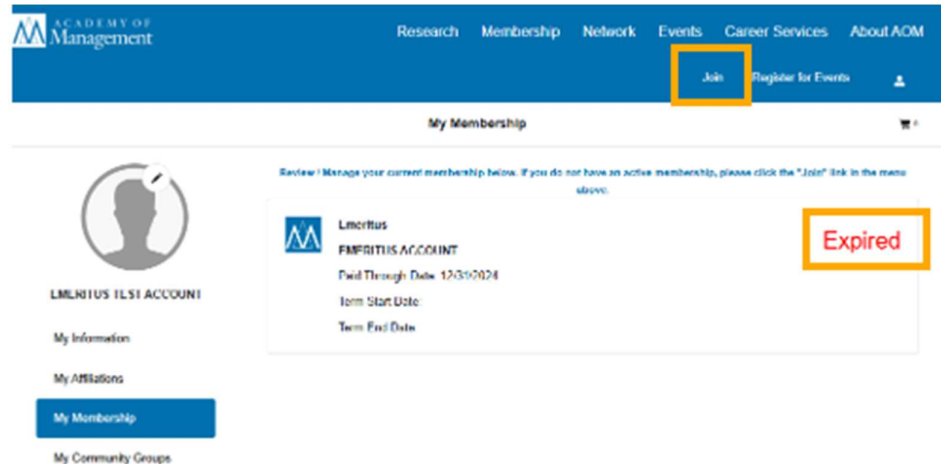 ACADEMY OF
Management
Research Membership Network Events Career Services About AOM
Join Register for Events
My Membership
Review / Manage your current membership below. If you do not have an active membership, please click the "Join" link in the menu
above.
Emeritus
EMERITUS ACCOUNT
Paid Through Date: 12/31/2024
Term Start Date:
Term End Date:
Expired
EMERITUS TEST ACCOUNT
My Information
My Affiliations
My Membership
My Community Groups